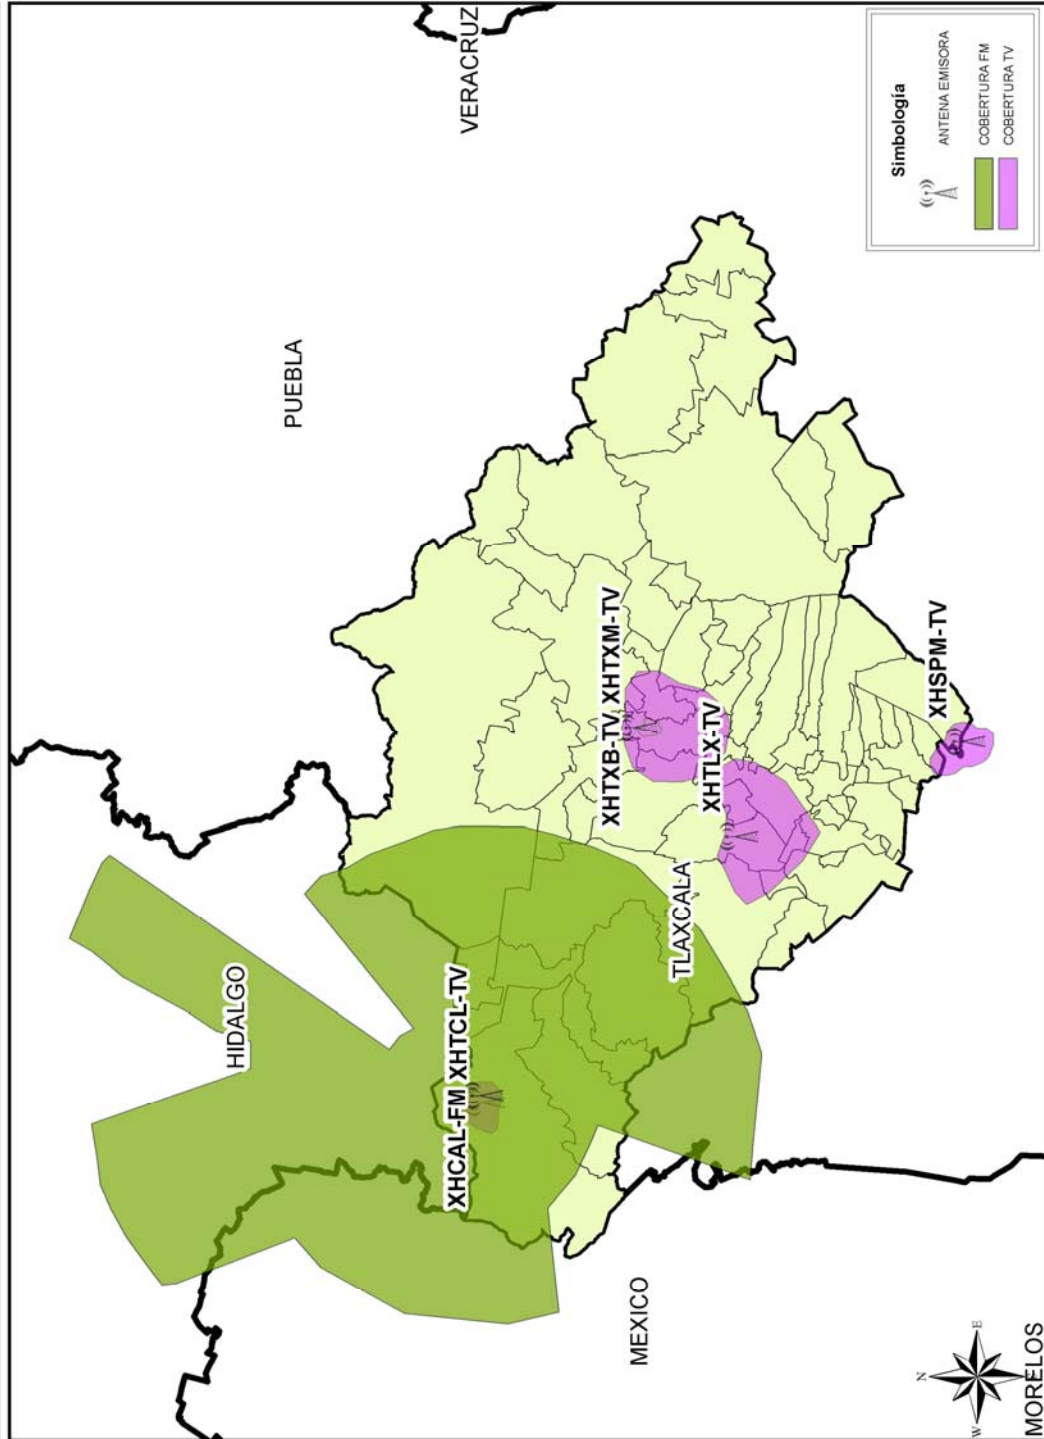 VERACRUZ
PUEBLA
HIDALGO
XHCAL-FM XHTCL-TV
XHTXB-TV XHTXM-TV
XHTLX-TV
TLAXCALA
XHSPM-TV
MEXICO
MORELOS
N
W
E
Simbología
ANTENA EMISORA
COBERTURA FM
COBERTURA TV